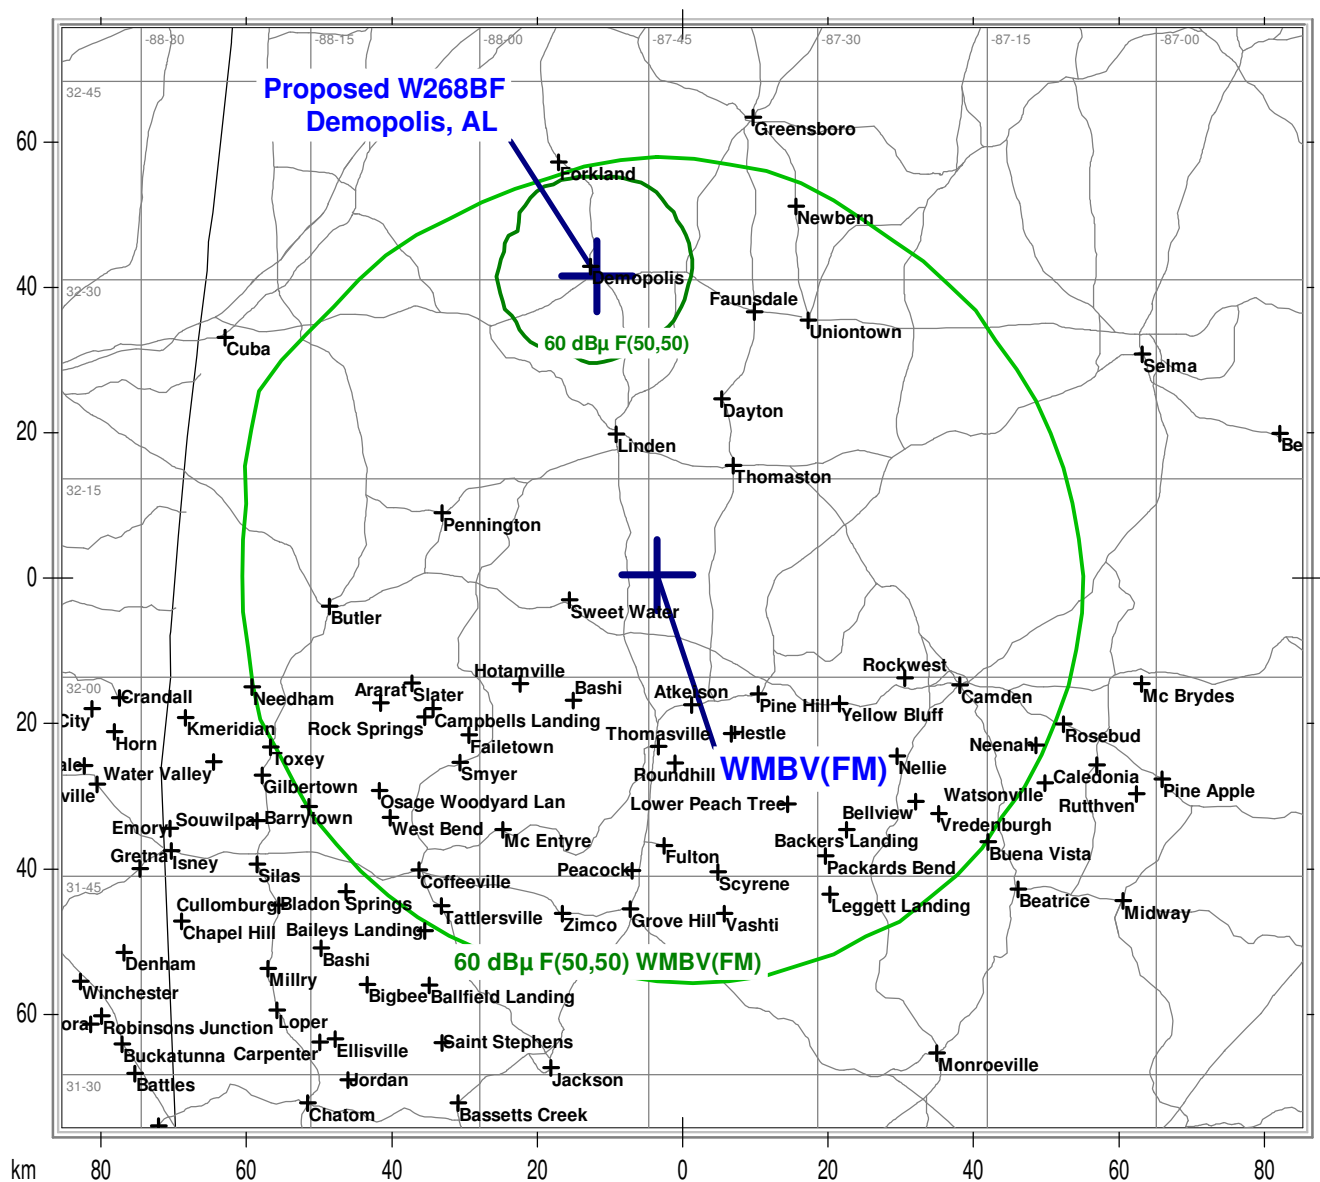 -88-30
-88-15
-88-00
-87-45
-87-30
-87-15
-87-00
Proposed W268BF
Demopolis, AL
32-45
Greensboro
60
Forkland
Newbern
Demopolis
40
32-30
Faunsdale
Uniontown
60 dBµ F(50,50)
Cuba
Selma
Dayton
20
Linden
Be
Thomaston
32-15
Pennington
0
Sweet Water
Butler
Rockwest
Hotamville
32-00
Crandall
Needham
Ararat
Slater
Bashi
Atkeison
Pine Hill
Camden
Mc Brydes
City
Kmeridian
Rock Springs
Campbells Landing
Yellow Bluff
20
Horn
Failetown
Thomasville
Hestle
Neenah
Rosebud
Toxey
ale
Water Valley
Smyer
Roundhill
WMBV(FM)
Nellie
Caledonia
ville
Gilbertown
Osage Woodyard Lan
Lower Peach Tree
Watsonville
Rutthven
Pine Apple
Souwilpa
Barrytown
Bellview
Emory
West Bend
Mc Entyre
Backers Landing
Vredenburgh
Gretna
Isney
Fulton
Buena Vista
40
Silas
Coffeeville
Peacock
Scyrene
Packards Bend
31-45
Cullomburg
Bladon Springs
Tattlersville
Zimco
Grove Hill
Vashti
Leggett Landing
Beatrice
Midway
Chapel Hill
Baileys Landing
Denham
Bashi
60 dBµ F(50,50) WMBV(FM)
Winchester
Millry
Bigbee
Ballfield Landing
60
ora
Robinsons Junction
Loper
Buckatunna
Carpenter
Ellisville
Saint Stephens
Monroeville
31-30
Battles
Jordan
Jackson
Chatom
Bassetts Creek
km
80
60
40
20
0
20
40
60
80